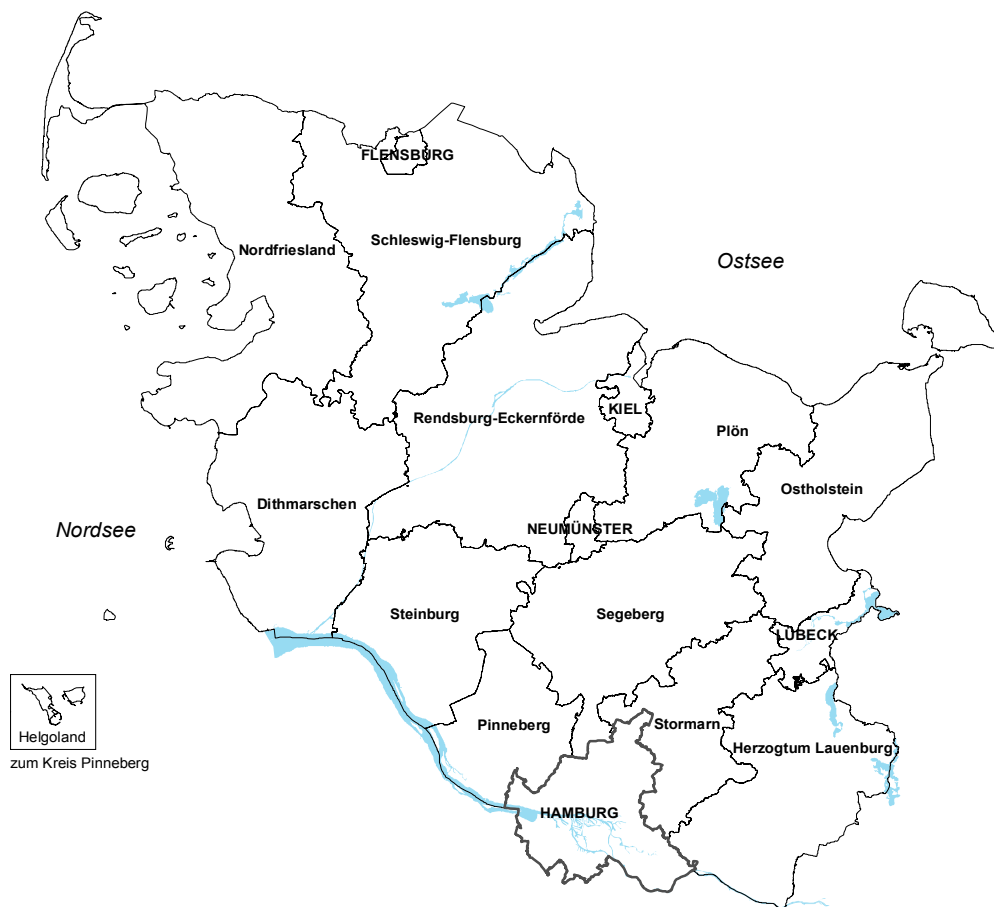 FLENSBURG
Schleswig-Flensburg
Nordfriesland
Ostsee
Rendsburg-Eckernförde
KIEL
Plön
Ostholstein
Dithmarschen
Nordsee
NEUMÜNSTER
Steinburg
Segeberg
LÜBECK
Pinneberg
Stormarn
Helgoland
Herzogtum Lauenburg
zum Kreis Pinneberg
HAMBURG